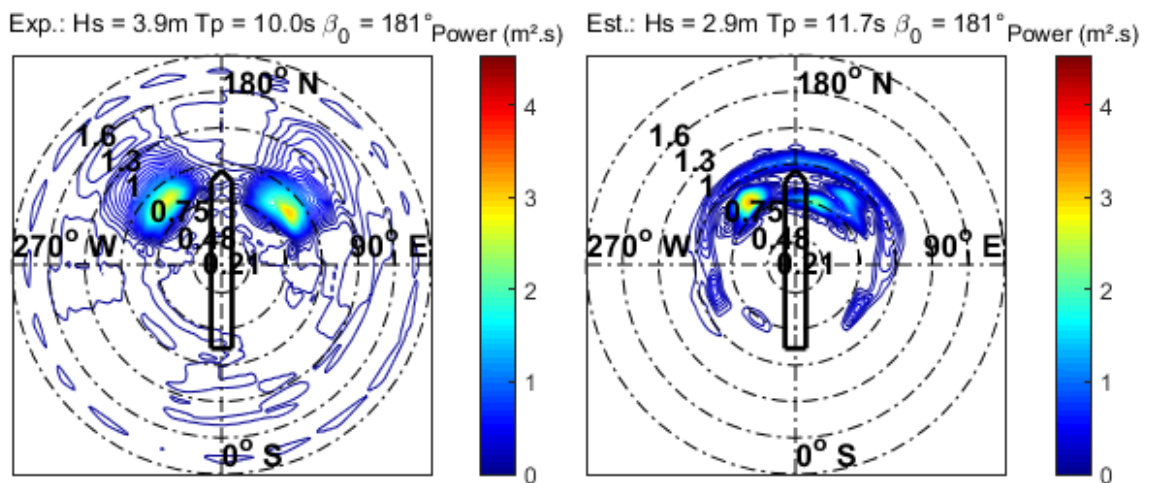 Exp.: Hs = 3.9m Tp = 10.0s β₀ = 181° Power (m².s)
180° N
1.6
1.3
1
0.75
0.48
0.21
270° W
90° E
0° S
4
3
2
1
0
Est.: Hs = 2.9m Tp = 11.7s β₀ = 181° Power (m².s)
180° N
1.6
1.3
1
0.75
0.48
0.21
270° W
90° E
0° S
4
3
2
1
0